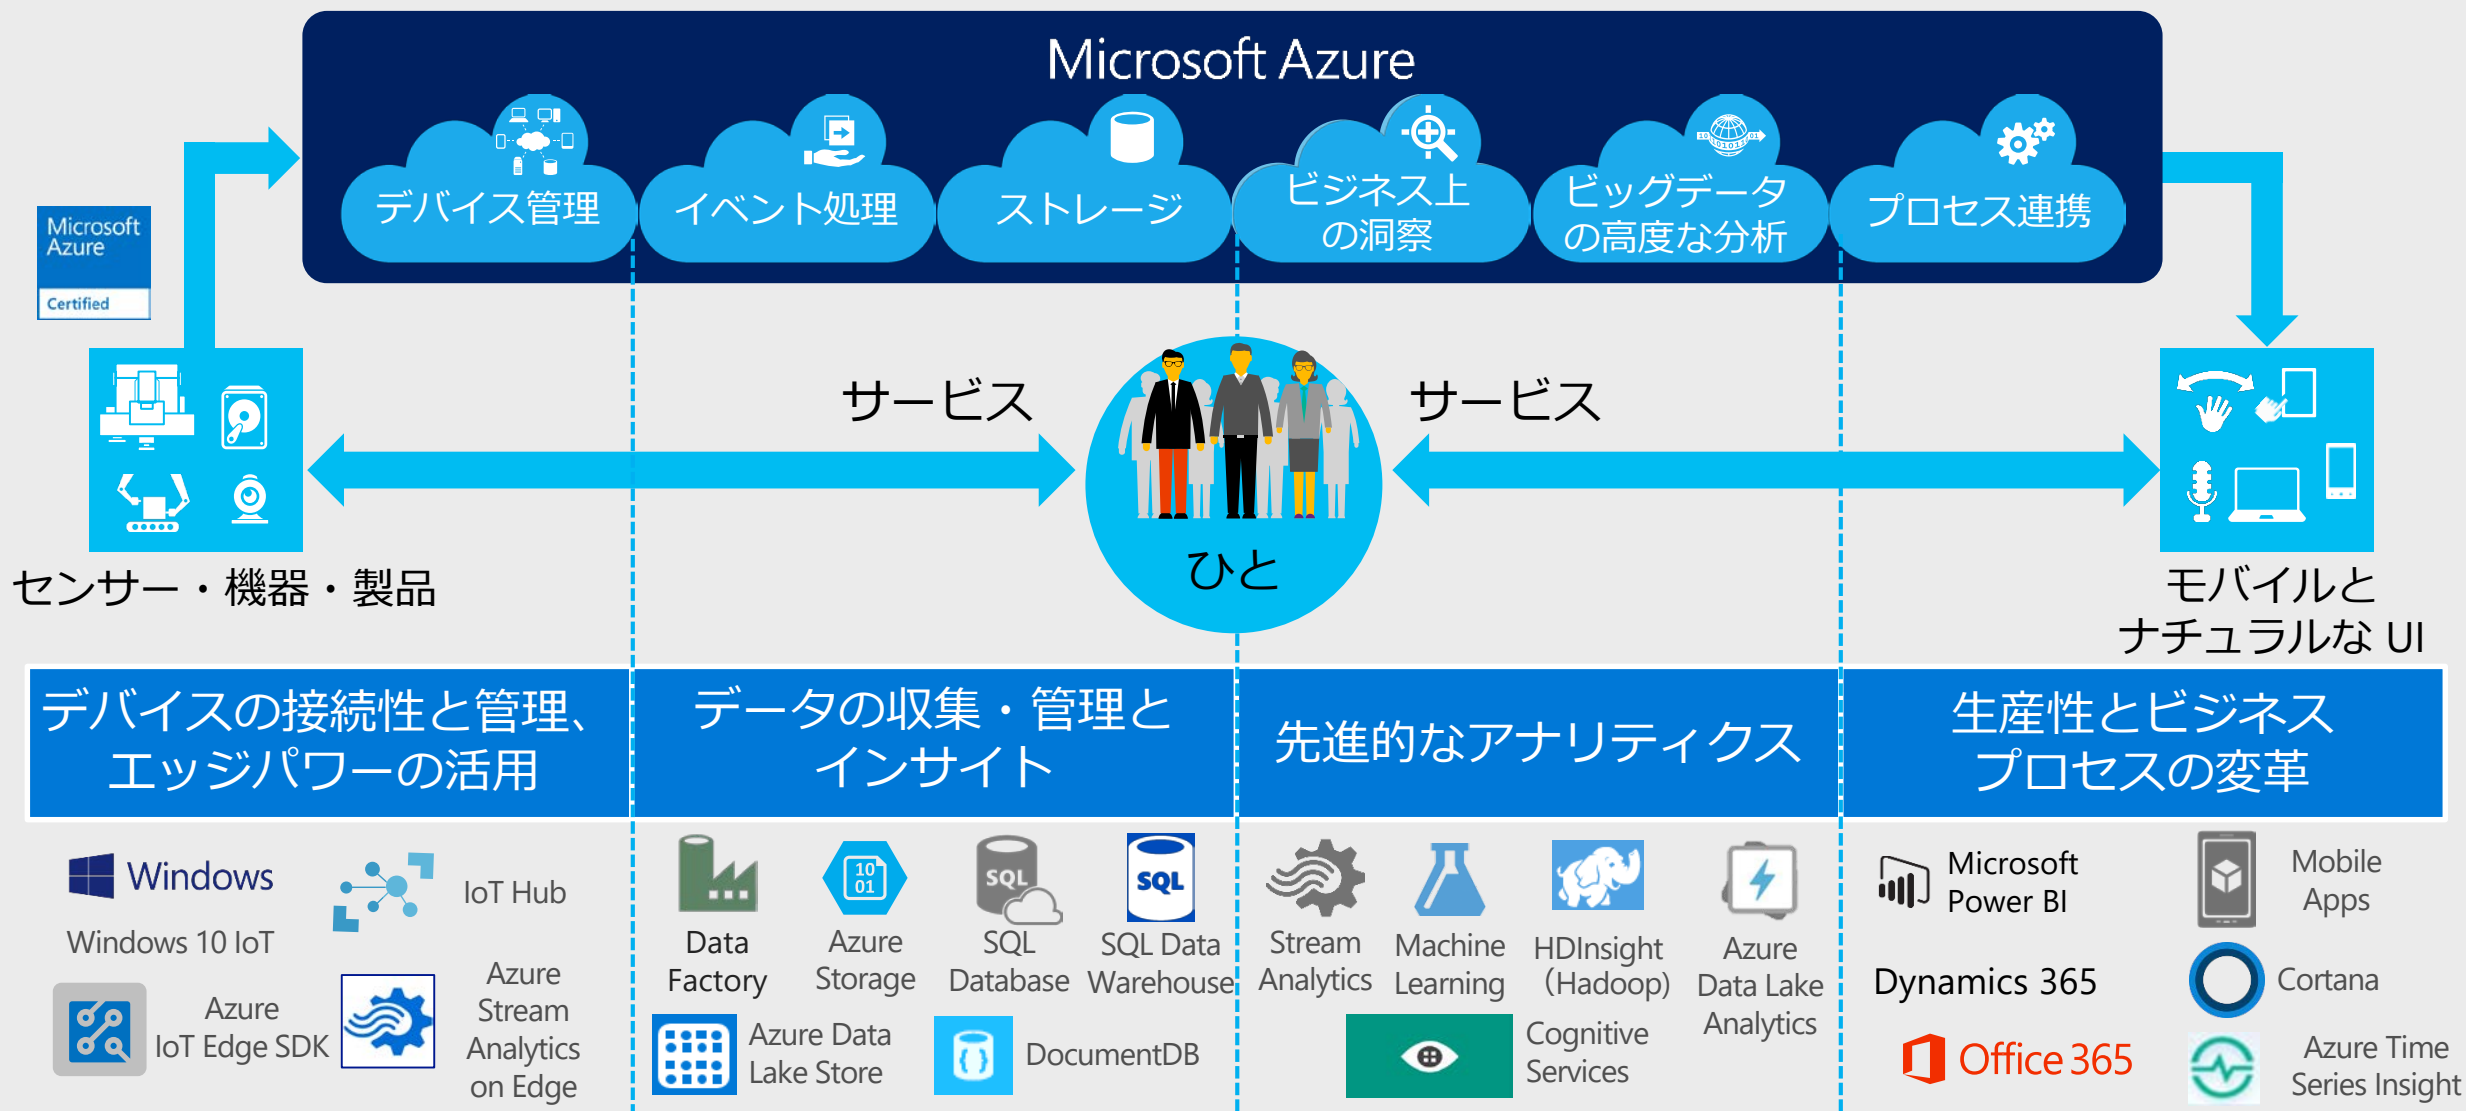 Microsoft Azure
デバイス管理
イベント処理
ストレージ
ビジネス上
の洞察
ビッグデータ
の高度な分析
プロセス連携
Microsoft
Azure
Certified
サービス
サービス
ひと
センサー・機器・製品
モバイルと
ナチュラルな UI
デバイスの接続性と管理、
エッジパワーの活用
データの収集・管理と
インサイト
先進的なアナリティクス
生産性とビジネス
プロセスの変革
Windows
Windows 10 IoT
IoT Hub
Azure
IoT Edge SDK
Azure
Stream
Analytics
on Edge
Data
Factory
10
01
Azure
Storage
SQL
SQL
Database
SQL
SQL Data
Warehouse
Azure Data
Lake Store
DocumentDB
Stream
Analytics
Machine
Learning
HDInsight
（Hadoop)
Azure
Data Lake
Analytics
Cognitive
Services
Microsoft
Power BI
Mobile
Apps
Dynamics 365
Cortana
Office 365
Azure Time
Series Insight